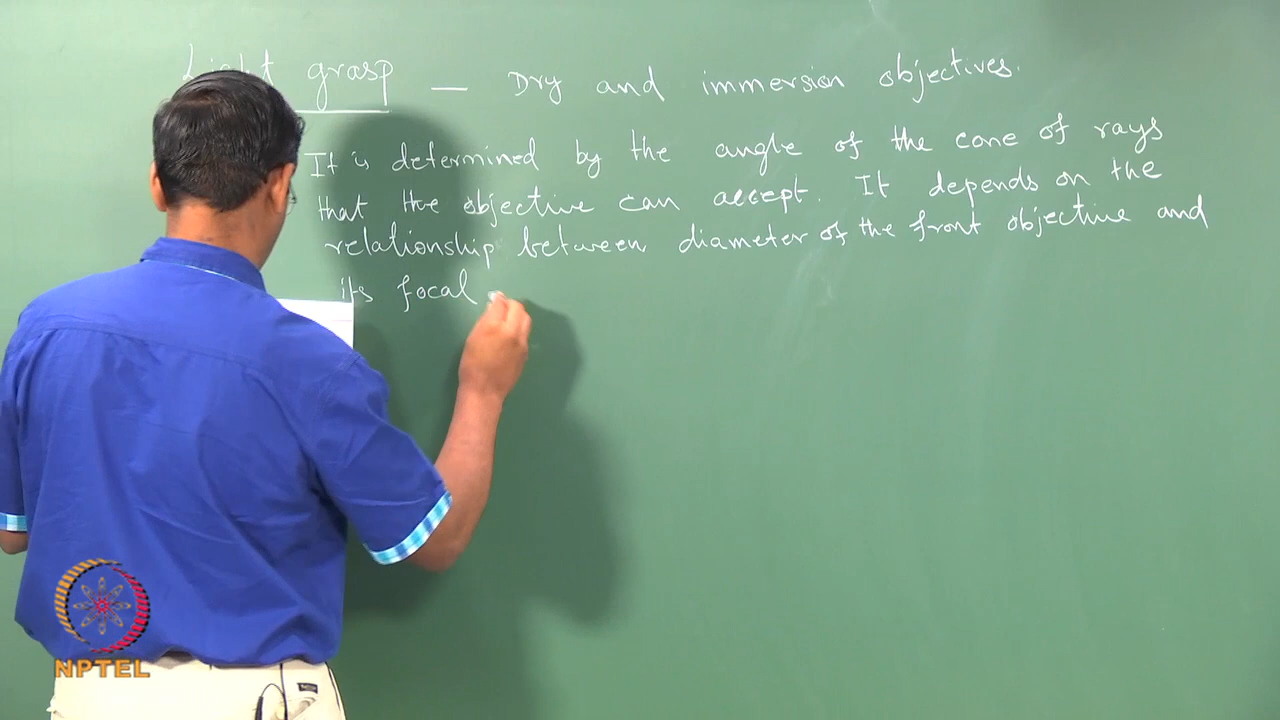 Light grasp — Dry and immersion objectives.
It is determined by the angle of the cone of rays
that the objective can accept. It depends on the
relationship between diameter of the front objective and
its focal
NPTEL